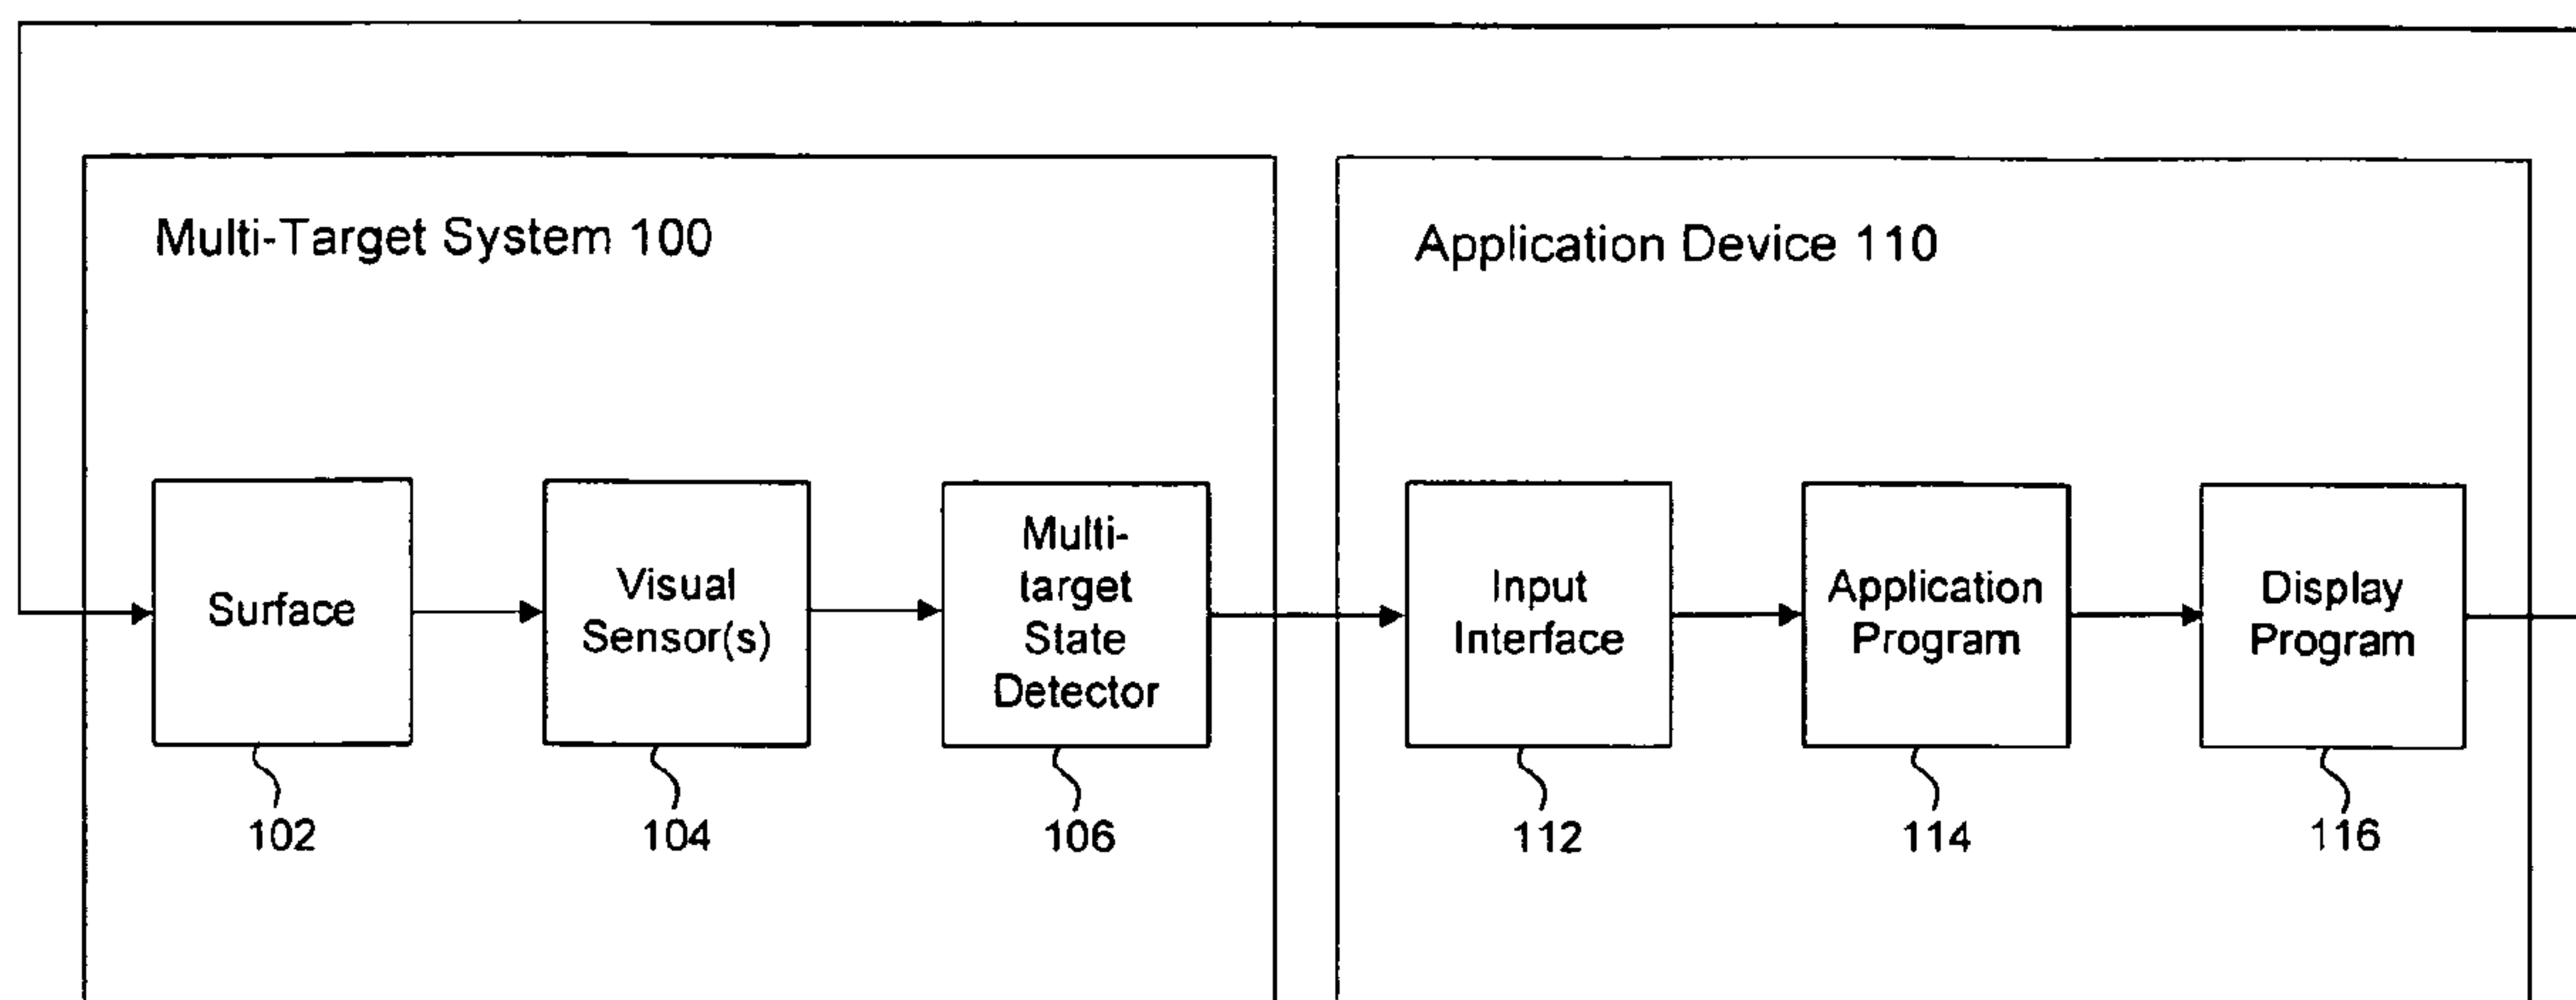 Multi-Target System 100
Application Device 110
Surface
Visual
Sensor(s)
Multi-
target
State
Detector
Input
Interface
Application
Program
Display
Program
102
104
106
112
114
116